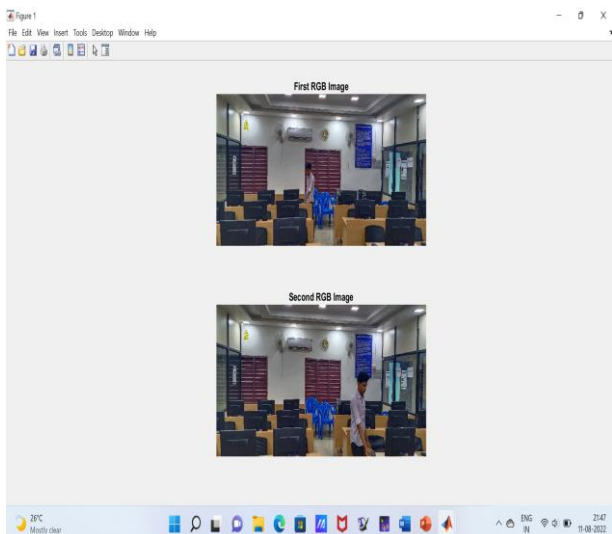 Figure 1
File Edit View Insert Tools Desktop Window Help
First RGB Image
Second RGB Image
26°C
Mostly clear
ENG
IN
21:47
11-08-2022